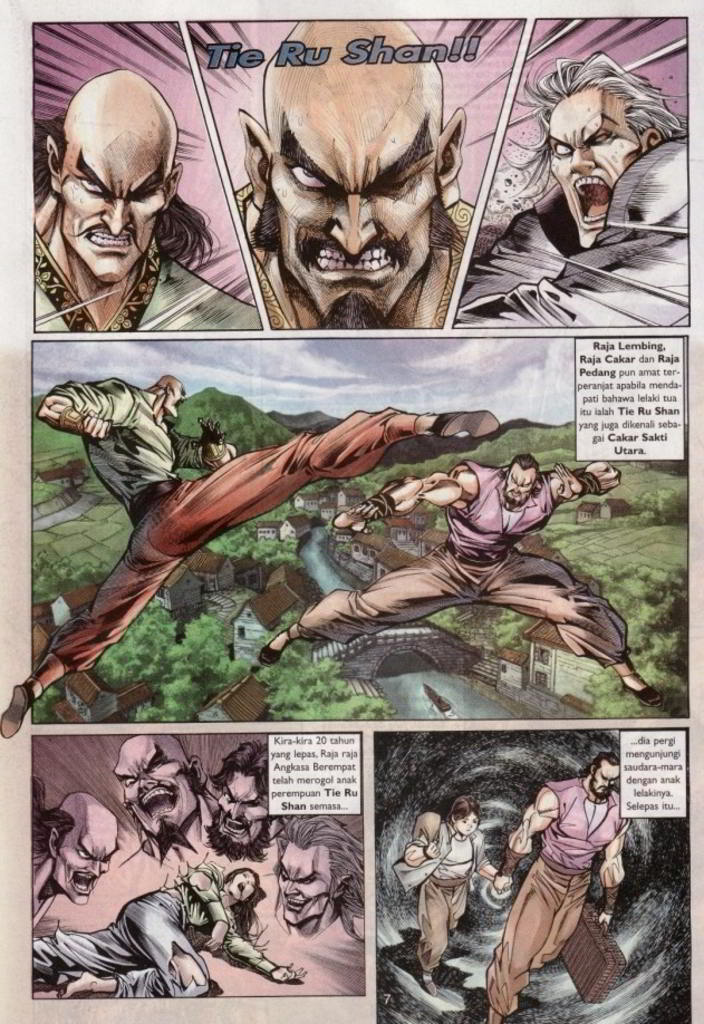 Tie Ru Shan!!
Raja Lembing,
Raja Cakar dan Raja
Pedang pun amat ter-
peranjat apabila menda-
pati bahawa lelaki tua
itu ialah Tie Ru Shan
yang juga dikenali seba-
gai Cakar Sakti
Utara.
Kira-kira 20 tahun
yang lepas, Raja raja
Angkasa Berempat
telah merogol anak
perempuan Tie Ru
Shan semasa...
...dia pergi
mengunjungi
saudara-mara
dengan anak
lelakinya.
Selepas itu...
7